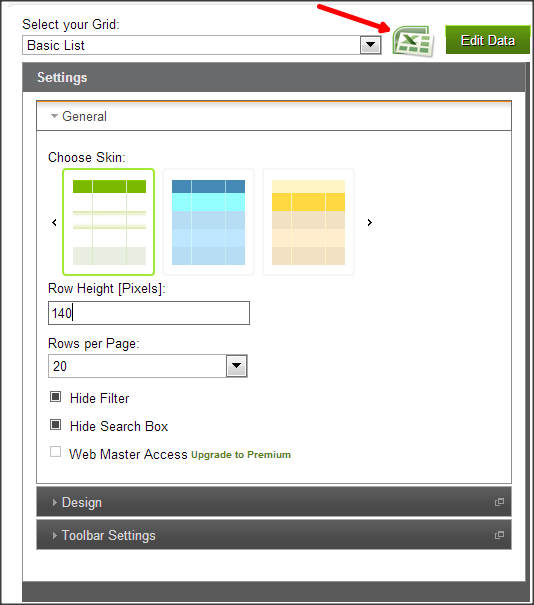 Select your Grid:
Basic List
Edit Data
Settings
General
Choose Skin:
Row Height [Pixels]:
140
Rows per Page:
20
Hide Filter
Hide Search Box
Web Master Access Upgrade to Premium
Design
Toolbar Settings